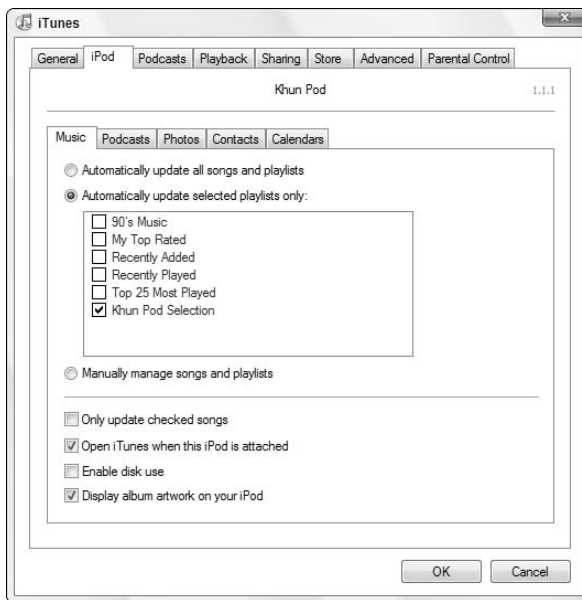 iTunes
General iPod Podcasts Playback Sharing Store Advanced Parental Control
Khun Pod 1.1.1
Music Podcasts Photos Contacts Calendars
Automatically update all songs and playlists
Automatically update selected playlists only:
90's Music
My Top Rated
Recently Added
Recently Played
Top 25 Most Played
Khun Pod Selection
Manually manage songs and playlists
Only update checked songs
Open iTunes when this iPod is attached
Enable disk use
Display album artwork on your iPod
OK Cancel